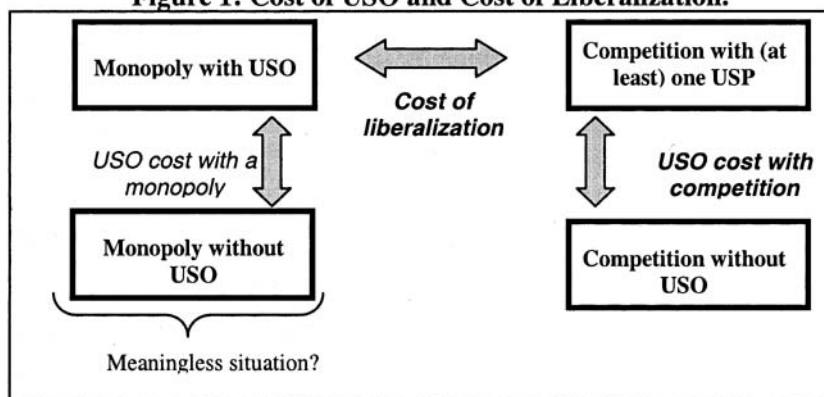 Figure 1: Cost of USO and Cost of Liberalization.
Monopoly with USO
Competition with (at
least) one USP
Cost of
liberalization
USO cost with a
monopoly
USO cost with
competition
Monopoly without
USO
Competition without
USO
Meaningless situation?